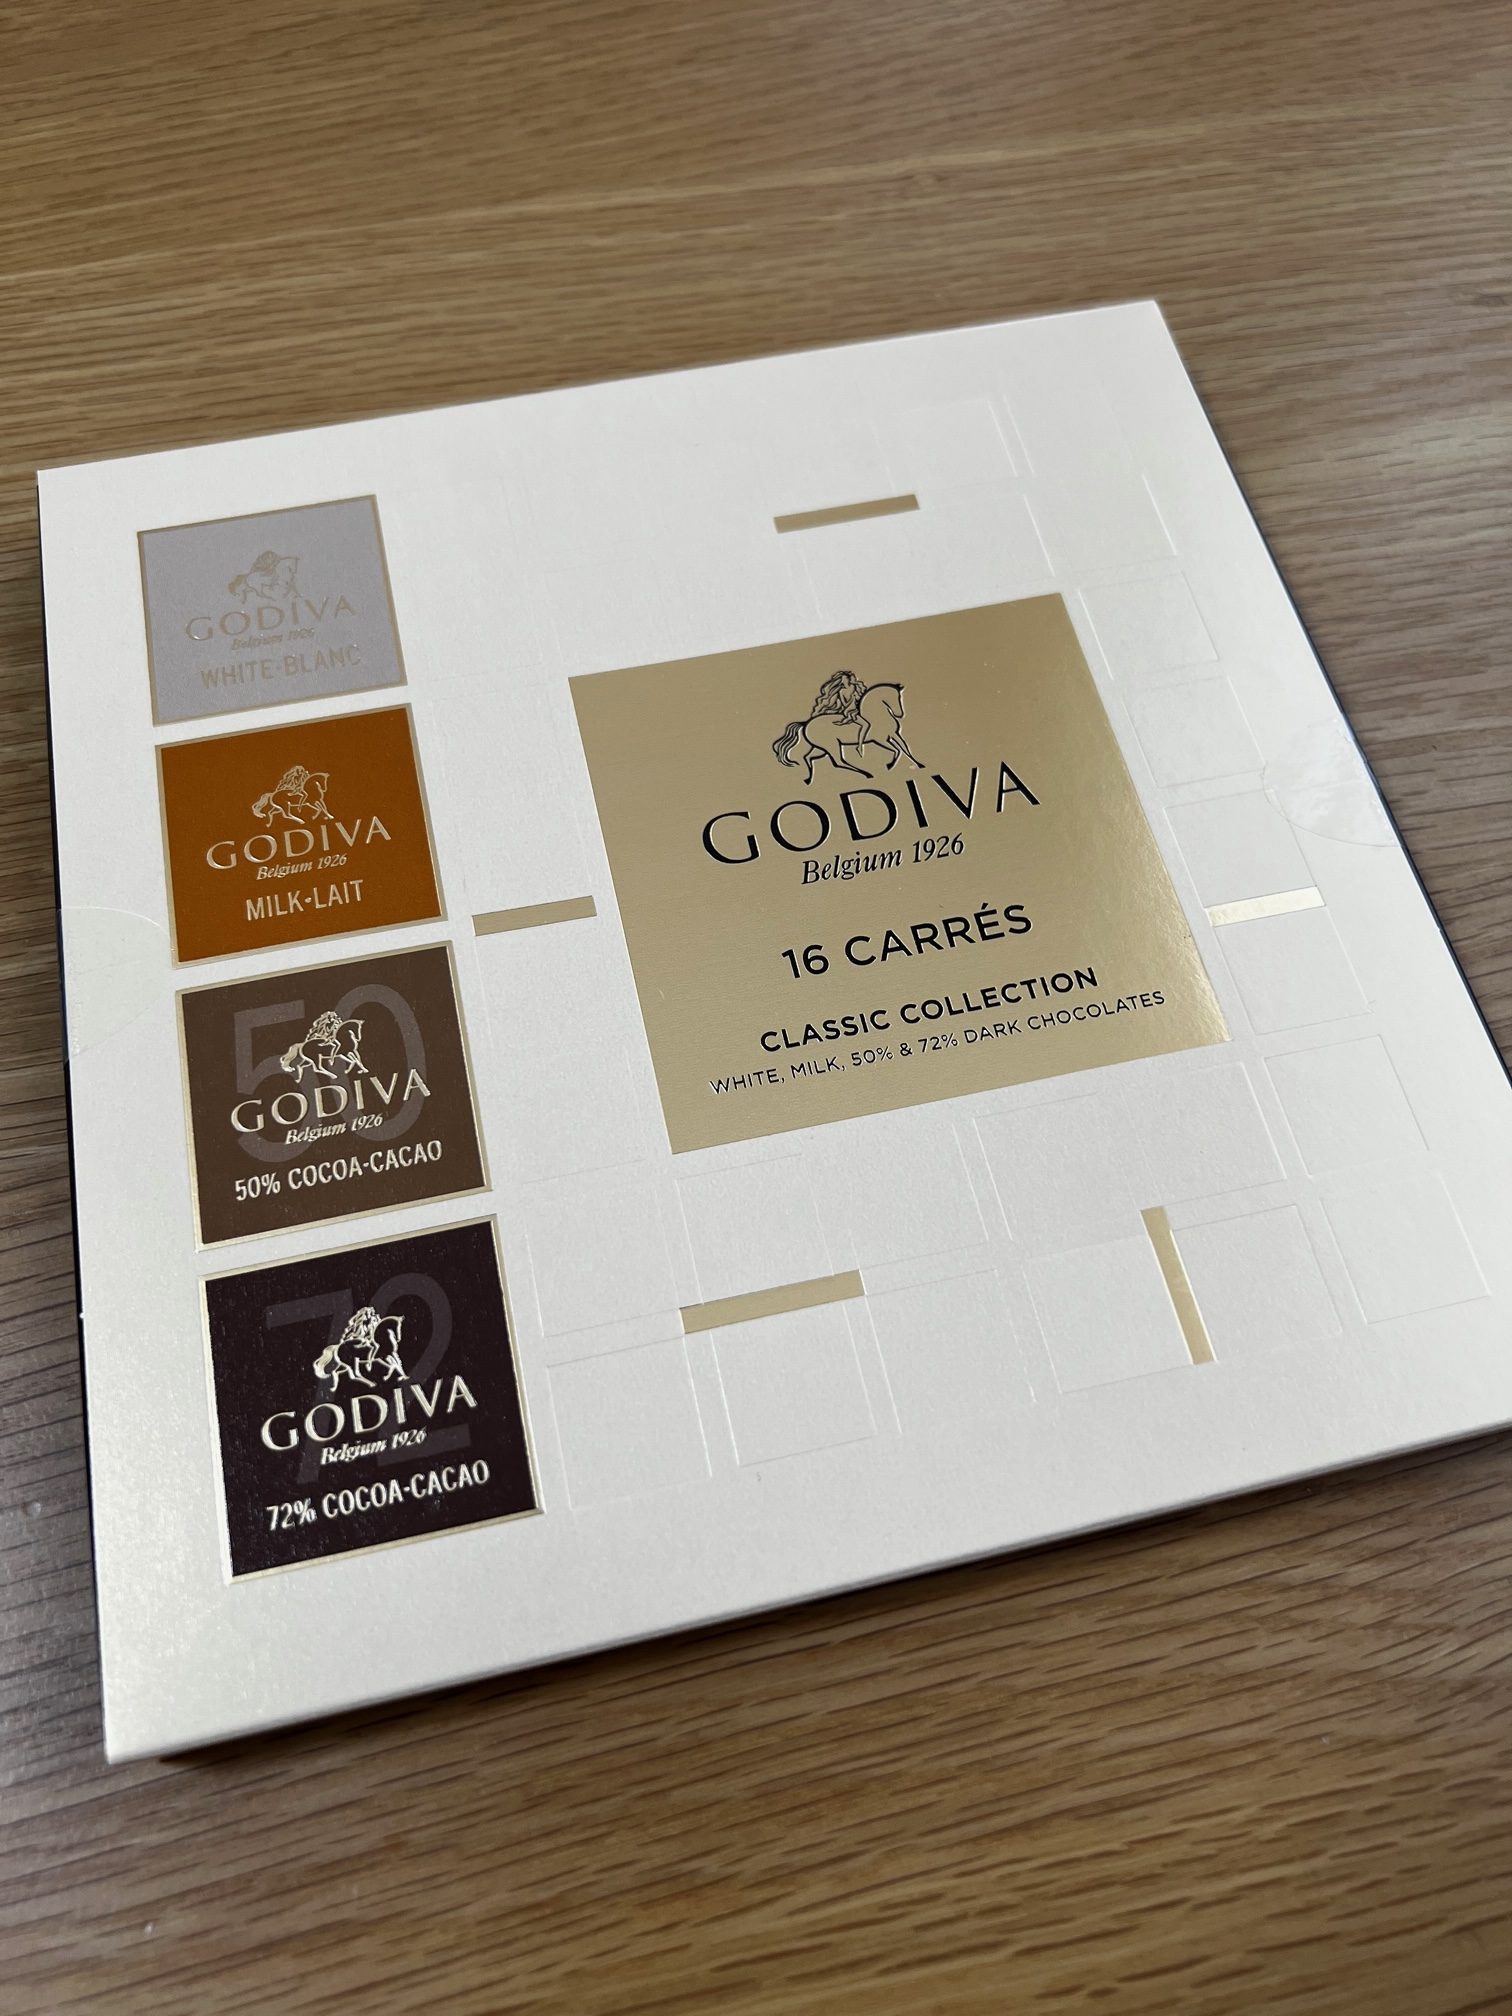 GODIVA
Belgium 1926
WHITE•BLANC
GODIVA
Belgium 1926
MILK•LAIT
50
GODIVA
Belgium 1926
50% COCOA•CACAO
72
GODIVA
Belgium 1926
72% COCOA•CACAO
GODIVA
Belgium 1926
16 CARRÉS
CLASSIC COLLECTION
WHITE, MILK, 50% & 72% DARK CHOCOLATES